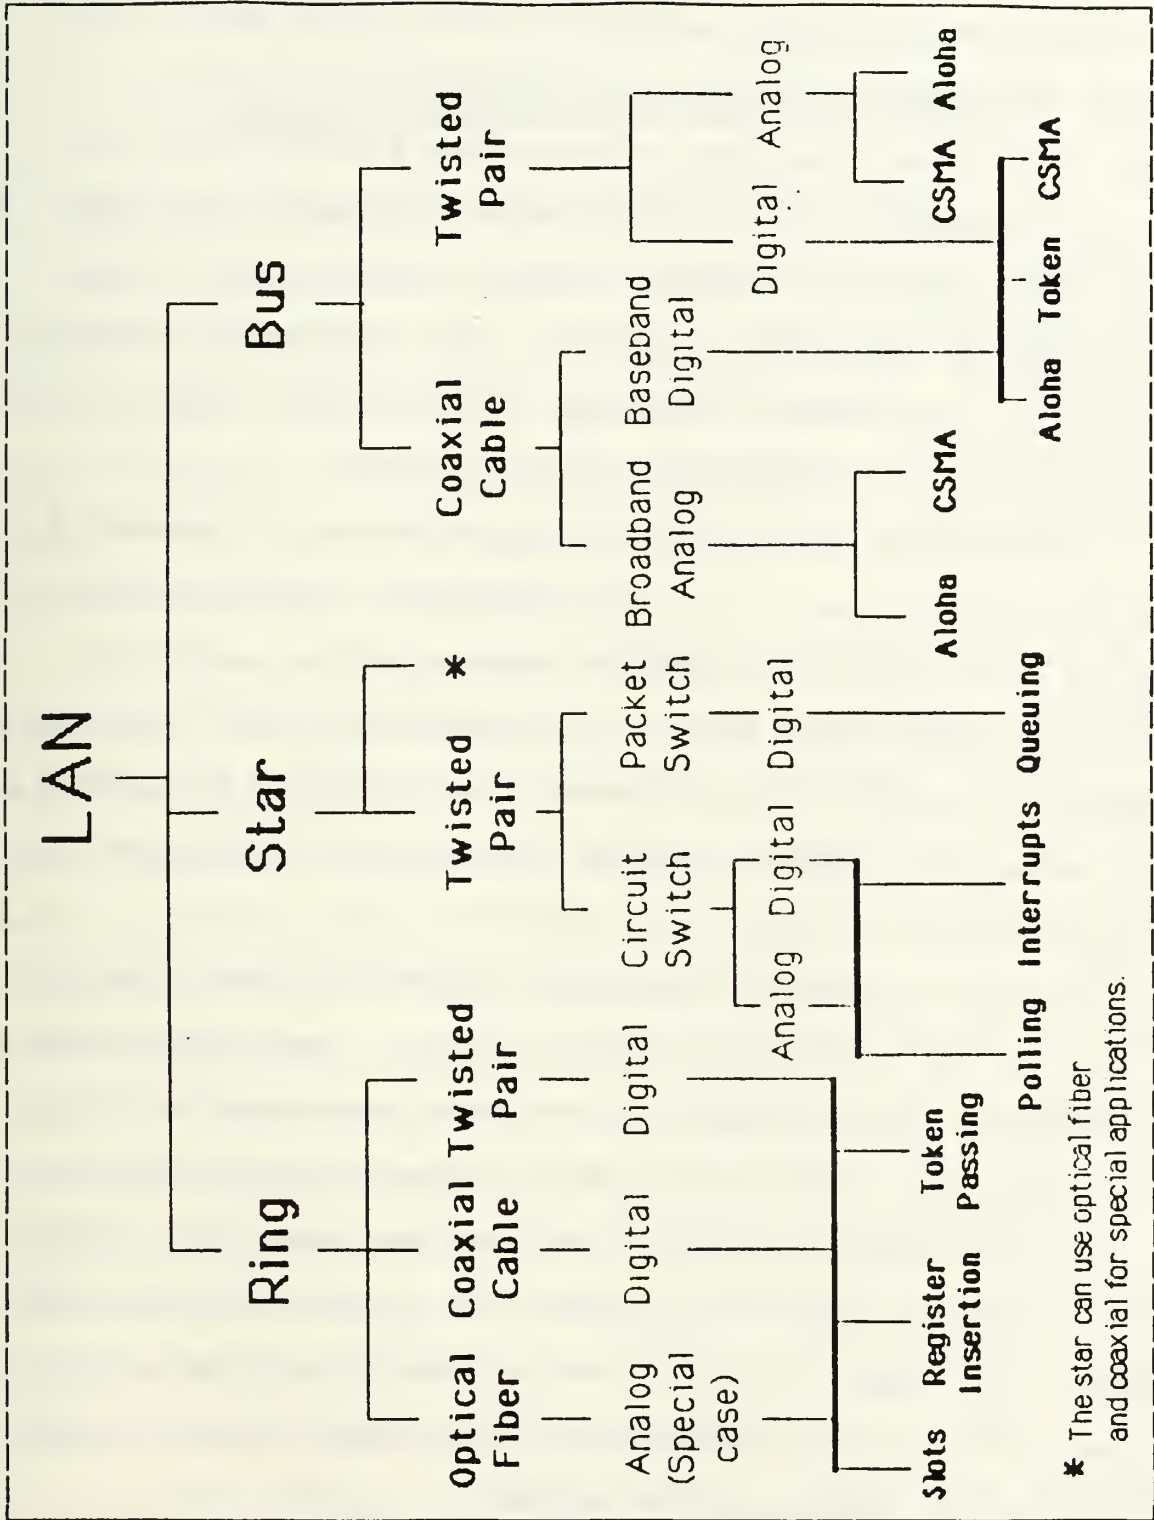 LAN
Ring Star Bus
Optical Coaxial Twisted Twisted * Coaxial Twisted
Fiber Cable Pair Pair Cable Pair
Analog Digital Digital Circuit Packet Broadband Baseband
(Special Switch Switch Analog Digital
case)
Analog Digital Digital Digital Analog
Slots Register Token Aloha CSMA CSMA Aloha
Insertion Passing
Polling Interrupts Queuing Aloha Token CSMA
* The star can use optical fiber
and coaxial for special applications.